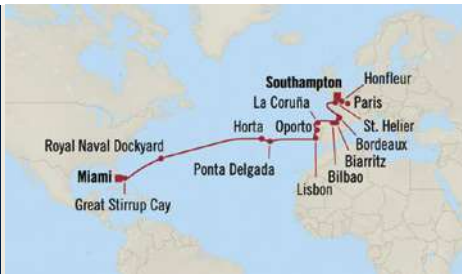 Southampton
Honfleur
La Coruña
Paris
Horta
Oporto
St. Helier
Royal Naval Dockyard
Bordeaux
Biarritz
Miami
Ponta Delgada
Bilbao
Lisbon
Great Stirrup Cay